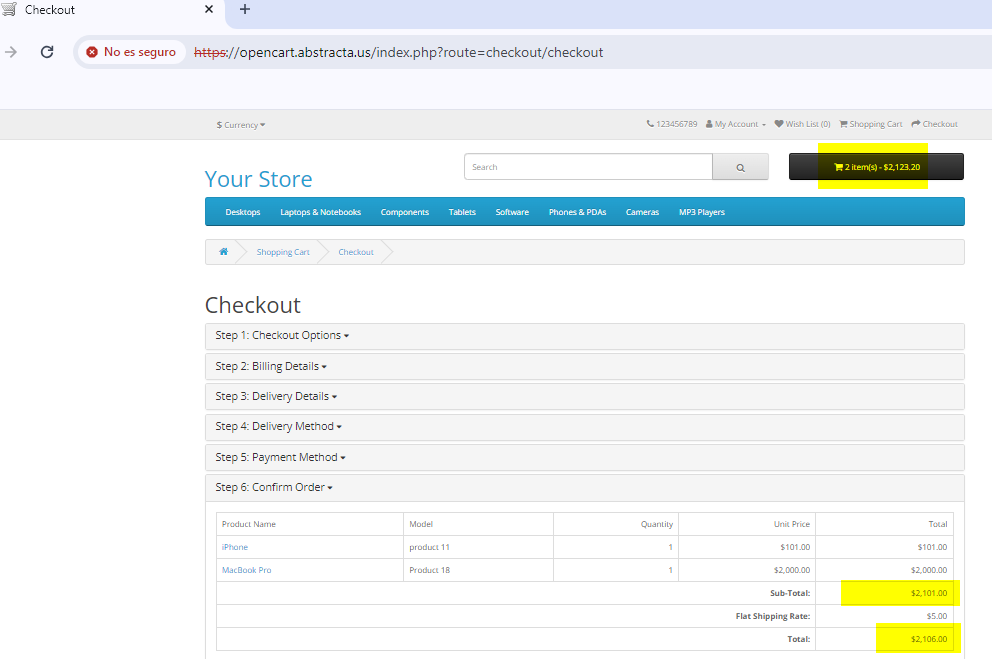 Checkout
No es seguro https://opencart.abstracta.us/index.php?route=checkout/checkout
$ Currency 123456789 My Account Wish List (0) Shopping Cart Checkout
Your Store Search 2 item(s) - $2,123.20
Desktops Laptops & Notebooks Components Tablets Software Phones & PDAs Cameras MP3 Players
Shopping Cart Checkout
Checkout
Step 1: Checkout Options
Step 2: Billing Details
Step 3: Delivery Details
Step 4: Delivery Method
Step 5: Payment Method
Step 6: Confirm Order
Product Name Model Quantity Unit Price Total
iPhone product 11 1 $101.00 $101.00
MacBook Pro Product 18 1 $2,000.00 $2,000.00
Sub-Total: $2,101.00
Flat Shipping Rate: $5.00
Total: $2,106.00